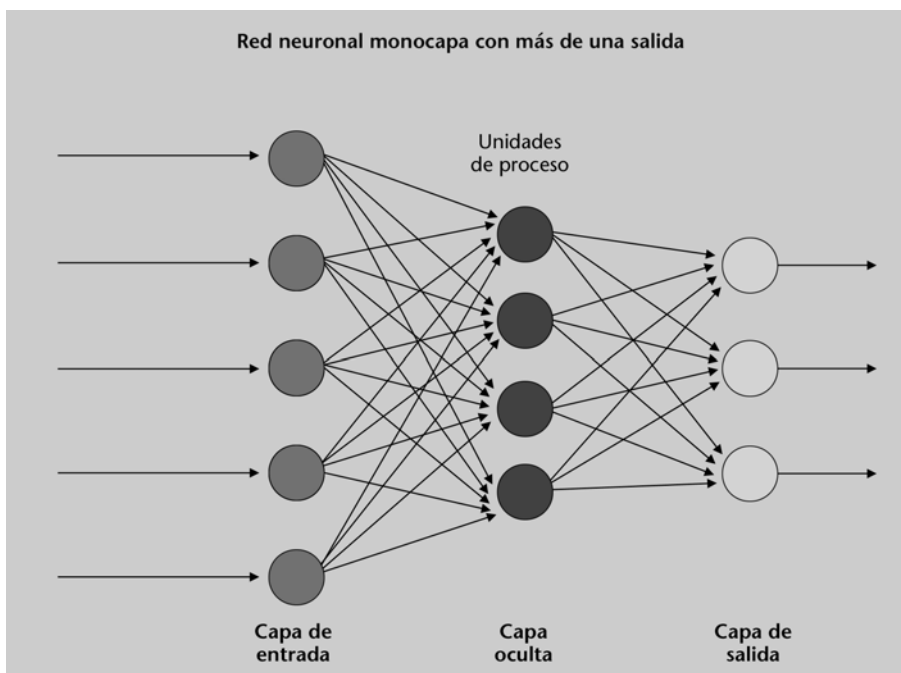 Red neuronal monocapa con más de una salida
Unidades
de proceso
Capa de
entrada
Capa
oculta
Capa de
salida